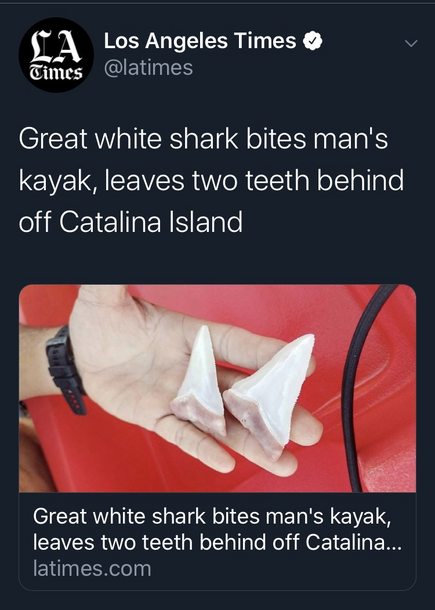 LA
Times
Los Angeles Times
@latimes
Great white shark bites man's
kayak, leaves two teeth behind
off Catalina Island
Great white shark bites man's kayak,
leaves two teeth behind off Catalina...
latimes.com